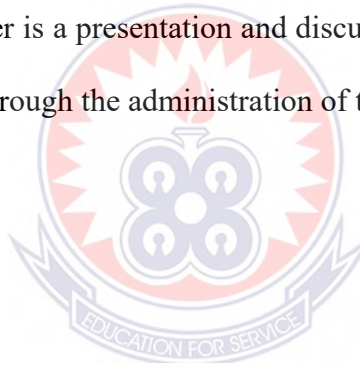 er is a presentation and discu
rough the administration of t
EDUCATION FOR SERVICE